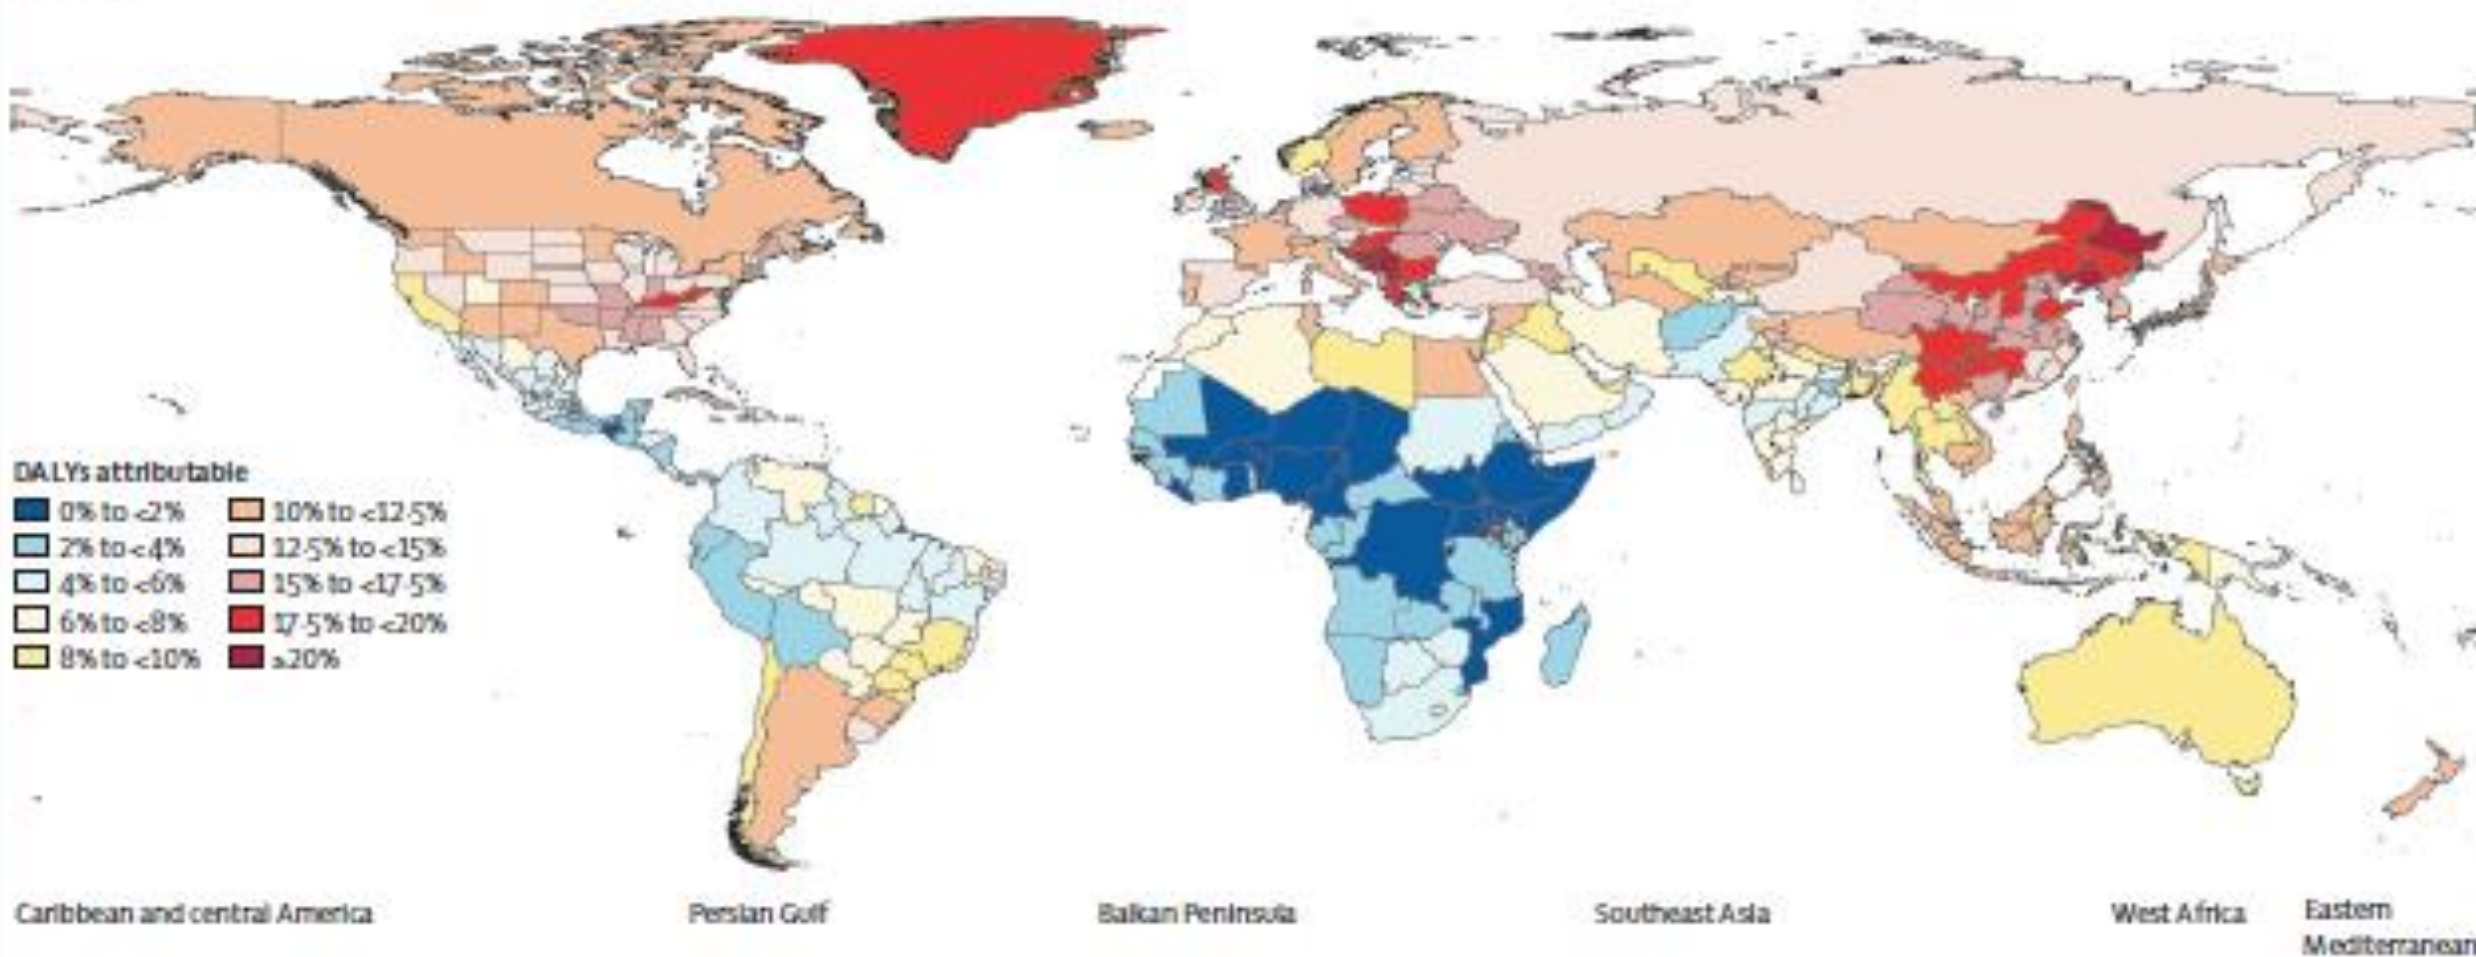 DALYs attributable
0% to <2%
2% to <4%
4% to <6%
6% to <8%
8% to <10%
10% to <12·5%
12·5% to <15%
15% to <17·5%
17·5% to <20%
≥20%
Caribbean and central America
Persian Gulf
Balkan Peninsula
Southeast Asia
West Africa
Eastern
Mediterranean